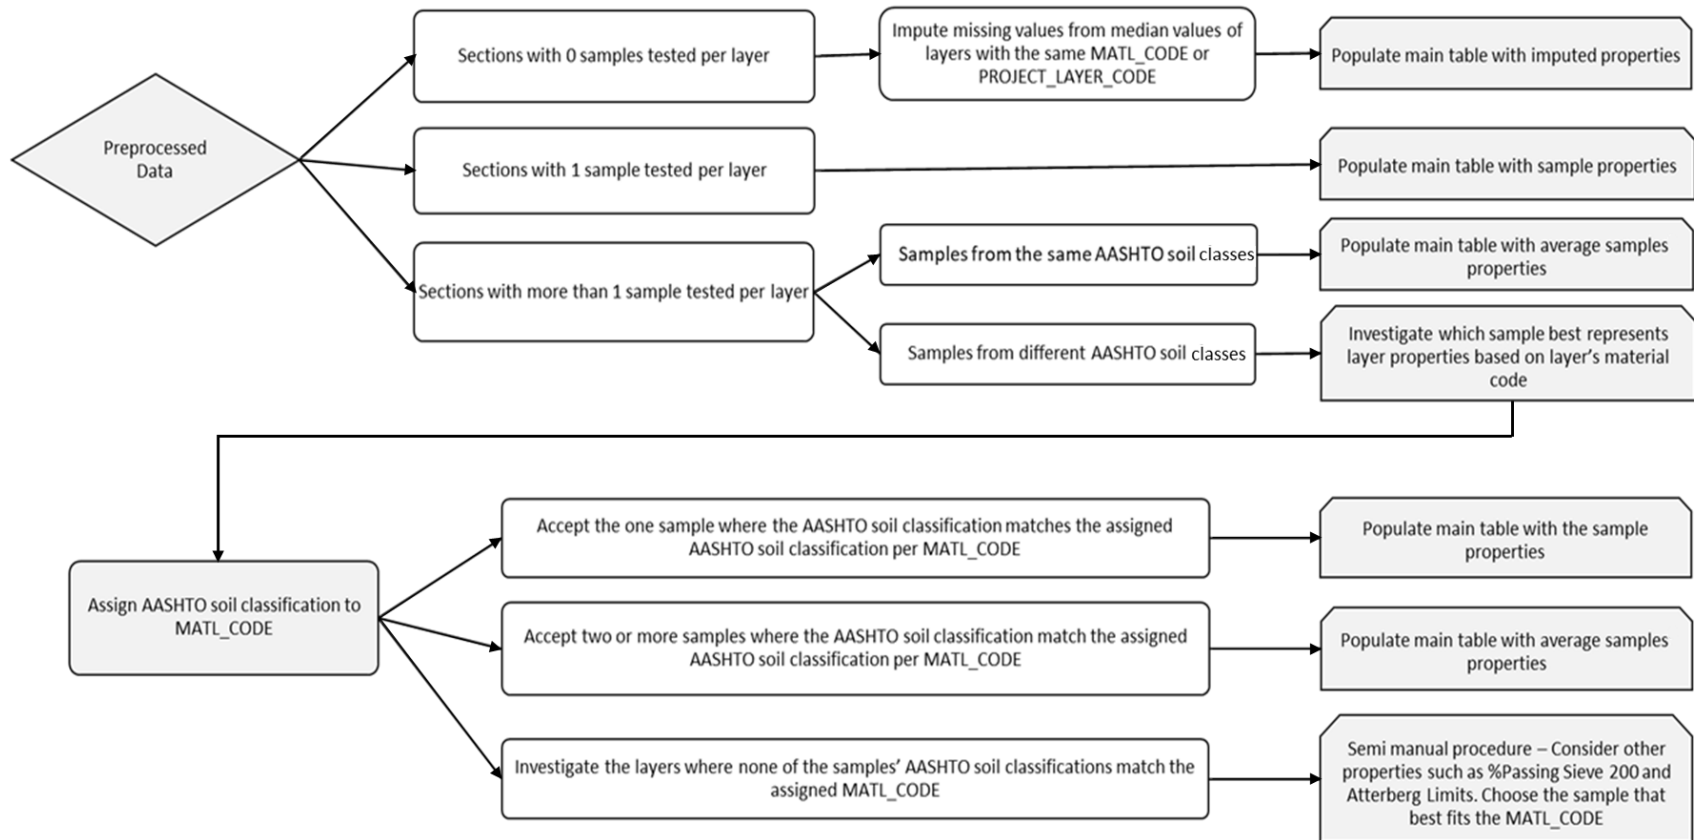 Preprocessed
Data
Sections with 0 samples tested per layer
Impute missing values from median values of
layers with the same MATL_CODE or
PROJECT_LAYER_CODE
Populate main table with imputed properties
Sections with 1 sample tested per layer
Populate main table with sample properties
Sections with more than 1 sample tested per layer
Samples from the same AASHTO soil classes
Populate main table with average samples
properties
Samples from different AASHTO soil classes
Investigate which sample best represents
layer properties based on layer’s material
code
Assign AASHTO soil classification to
MATL_CODE
Accept the one sample where the AASHTO soil classification matches the assigned
AASHTO soil classification per MATL_CODE
Populate main table with the sample
properties
Accept two or more samples where the AASHTO soil classification match the assigned
AASHTO soil classification per MATL_CODE
Populate main table with average samples
properties
Investigate the layers where none of the samples’ AASHTO soil classifications match the
assigned MATL_CODE
Semi manual procedure – Consider other
properties such as %Passing Sieve 200 and
Atterberg Limits. Choose the sample that
best fits the MATL_CODE